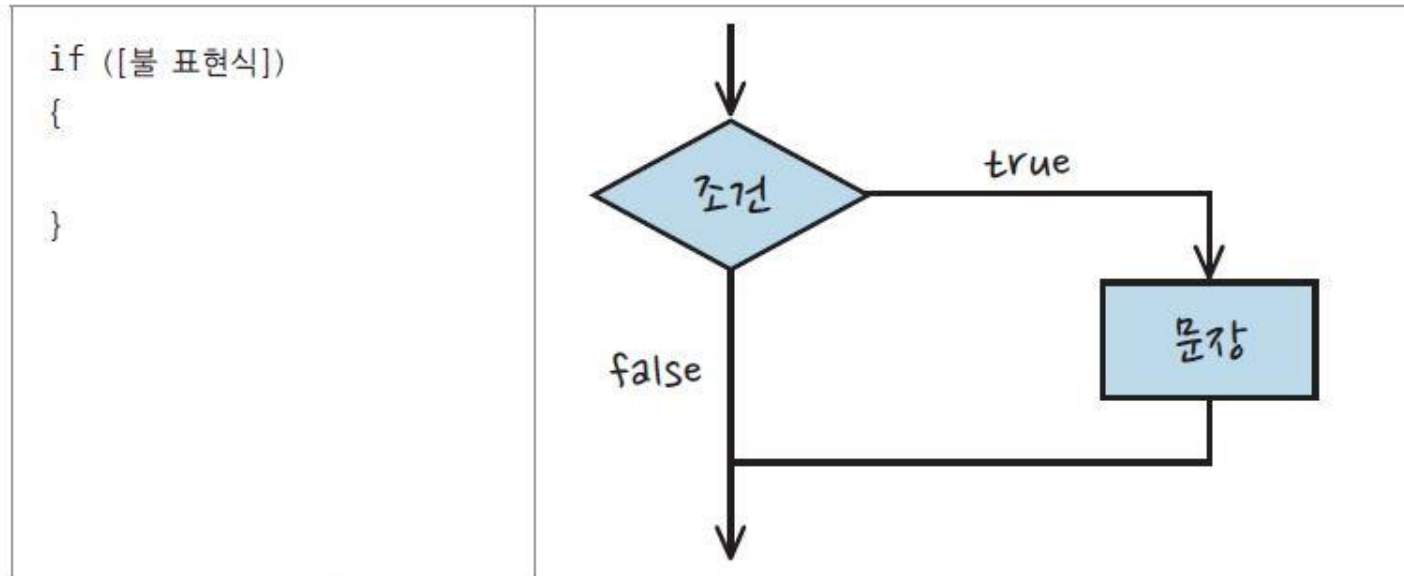 if ([불 표현식])
{
}
조건
true
false
문장